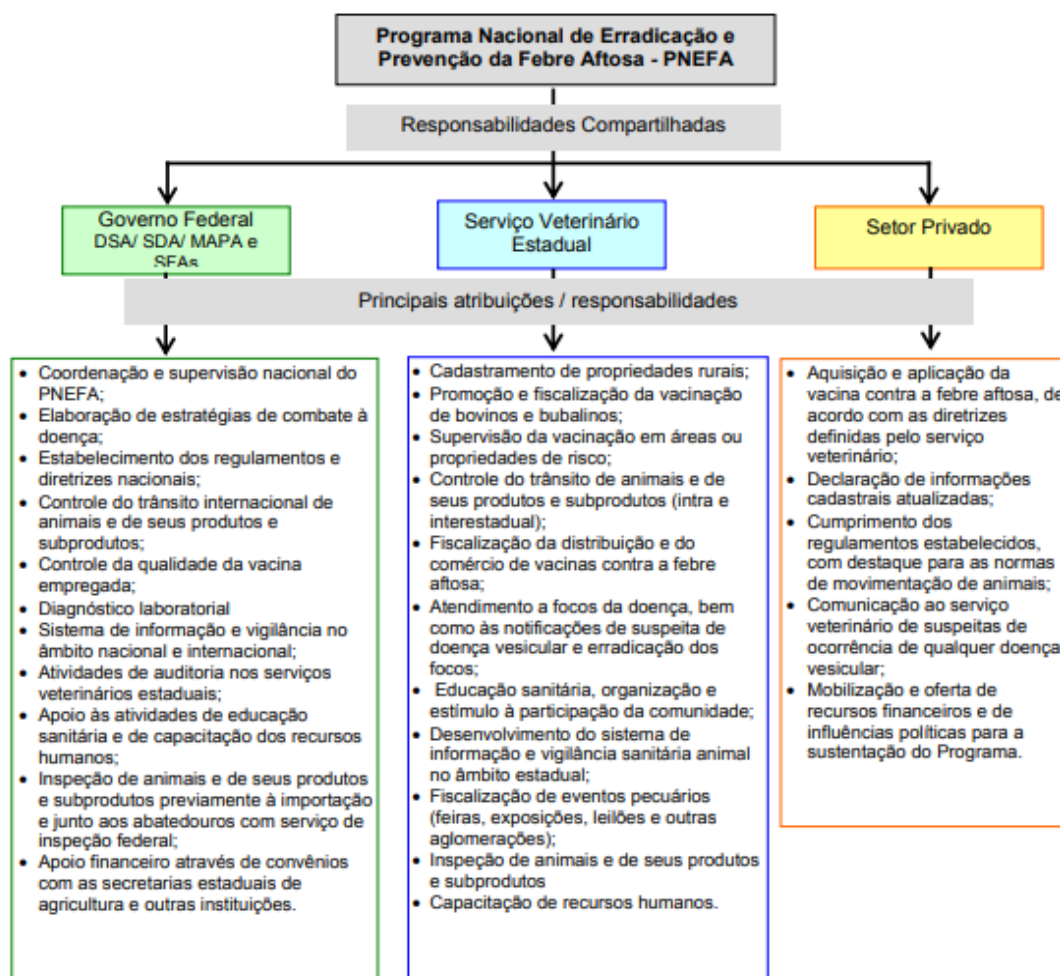 Programa Nacional de Erradicação e
Prevenção da Febre Aftosa - PNEFA
Responsabilidades Compartilhadas
Governo Federal
DSA/ SDA/ MAPA e
SFAs
Serviço Veterinário
Estadual
Setor Privado
Principais atribuições / responsabilidades
• Coordenação e supervisão nacional do
PNEFA;
• Elaboração de estratégias de combate à
doença;
• Estabelecimento dos regulamentos e
diretrizes nacionais;
• Controle do trânsito internacional de
animais e de seus produtos e
subprodutos;
• Controle da qualidade da vacina
empregada;
• Diagnóstico laboratorial
• Sistema de informação e vigilância no
âmbito nacional e internacional;
• Atividades de auditoria nos serviços
veterinários estaduais;
• Apoio às atividades de educação
sanitária e de capacitação dos recursos
humanos;
• Inspeção de animais e de seus produtos
e subprodutos previamente à importação
e junto aos abatedouros com serviço de
inspeção federal;
• Apoio financeiro através de convênios
com as secretarias estaduais de
agricultura e outras instituições.
• Cadastramento de propriedades rurais;
• Promoção e fiscalização da vacinação
de bovinos e bubalinos;
• Supervisão da vacinação em áreas ou
propriedades de risco;
• Controle do trânsito de animais e de
seus produtos e subprodutos (intra e
interestadual);
• Fiscalização da distribuição e do
comércio de vacinas contra a febre
aftosa;
• Atendimento a focos da doença, bem
como às notificações de suspeita de
doença vesicular e erradicação dos
focos;
• Educação sanitária, organização e
estímulo à participação da comunidade;
• Desenvolvimento do sistema de
informação e vigilância sanitária animal
no âmbito estadual;
• Fiscalização de eventos pecuários
(feiras, exposições, leilões e outras
aglomerações);
• Inspeção de animais e de seus produtos
e subprodutos
• Capacitação de recursos humanos.
• Aquisição e aplicação da
vacina contra a febre aftosa, de
acordo com as diretrizes
definidas pelo serviço
veterinário;
• Declaração de informações
cadastrais atualizadas;
• Cumprimento dos
regulamentos estabelecidos,
com destaque para as normas
de movimentação de animais;
• Comunicação ao serviço
veterinário de suspeitas de
ocorrência de qualquer doença
vesicular;
• Mobilização e oferta de
recursos financeiros e de
influências políticas para a
sustentação do Programa.